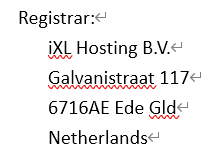 Registrar:
iXL Hosting B.V.
Galvanistraat 117
6716AE Ede Gld
Netherlands